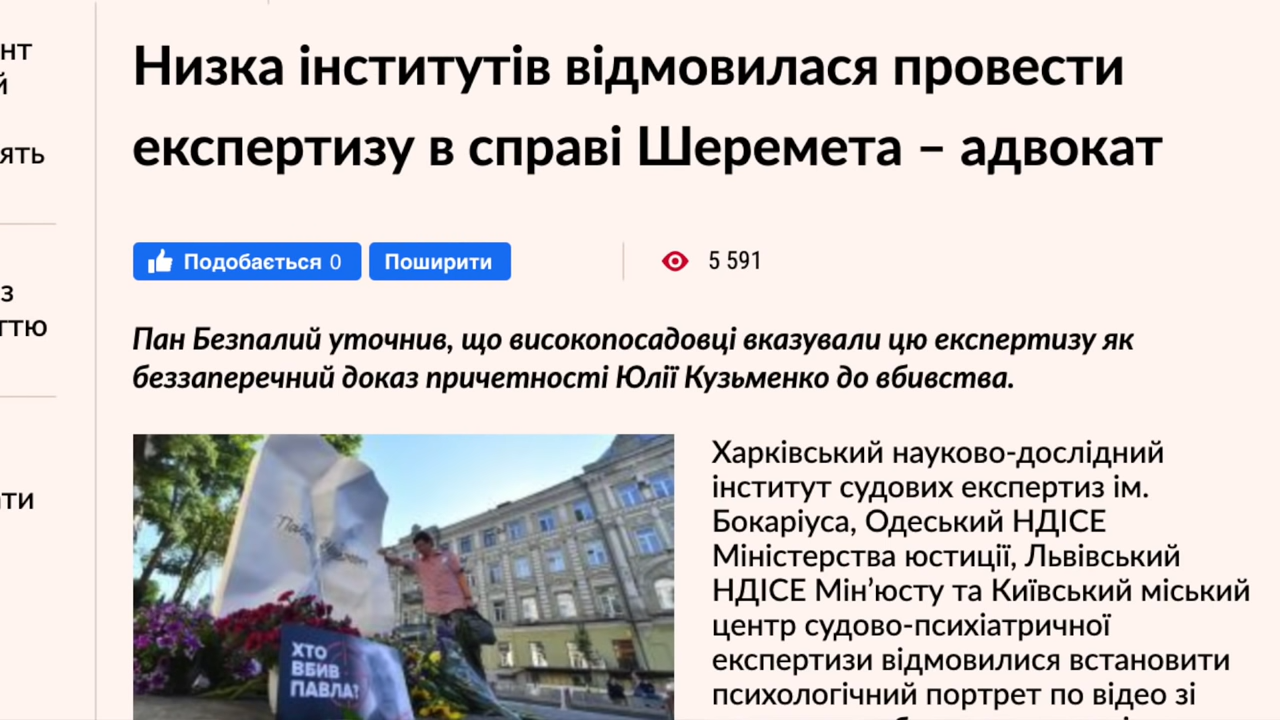 Низка інститутів відмовилася провести
експертизу в справі Шеремета – адвокат
Подобається 0
Поширити
5 591
Пан Безпалий уточнив, що високопосадовці вказували цю експертизу як
беззаперечний доказ причетності Юлії Кузьменко до вбивства.
ХТО
ВБИВ
ПАВЛА?
Харківський науково-дослідний
інститут судових експертиз ім.
Бокаріуса, Одеський НДІСЕ
Міністерства юстиції, Львівський
НДІСЕ Мін’юсту та Київський міський
центр судово-психіатричної
експертизи відмовилися встановити
психологічний портрет по відео зі